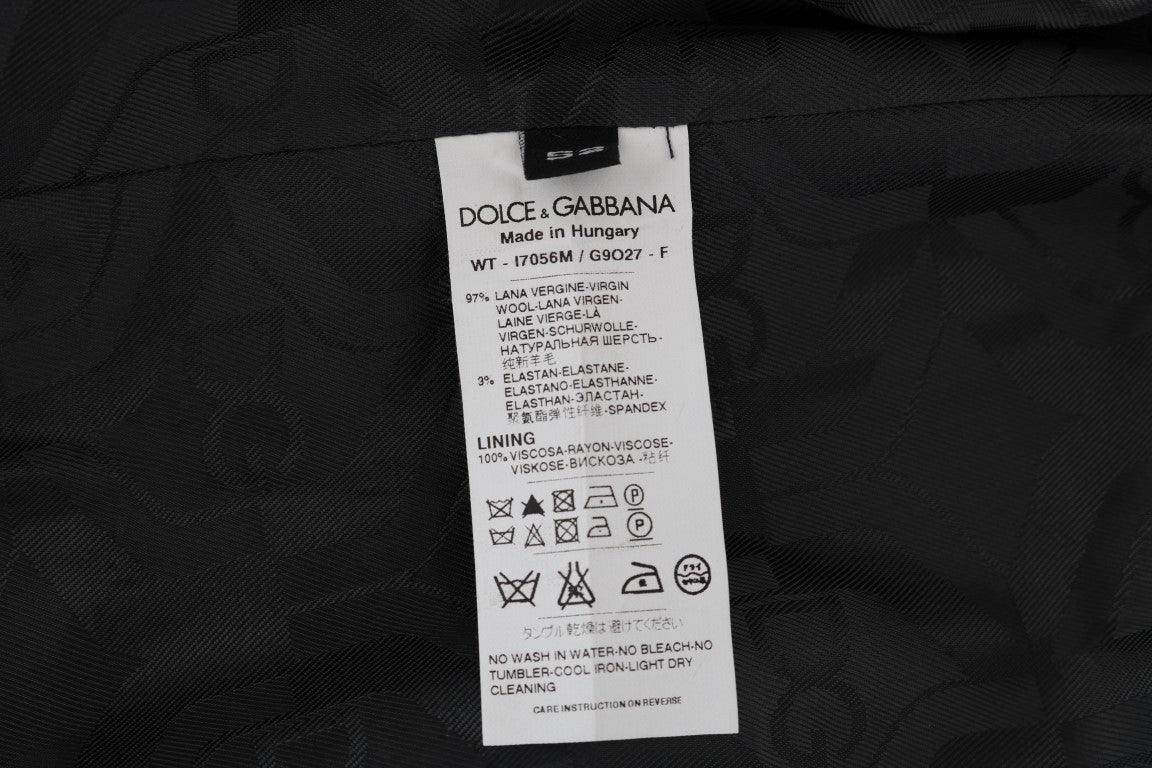 52
DOLCE & GABBANA
Made in Hungary
WT - I7056M / G9O27 - F
97% LANA VERGINE-VIRGIN
WOOL-LANA VIRGEN-
LAINE VIERGE-LÀ
VIRGEN-SCHURWOLLE-
НАТУРАЛЬНАЯ ШЕРСТЬ-
纯新羊毛
3% ELASTAN-ELASTANE-
ELASTANO-ELASTHANNE-
ELASTHAN-ЭЛАСТАН-
聚氨酯弹性纤维-SPANDEX
LINING
100% VISCOSA-RAYON-VISCOSE-
VISKOSE-ВИСКОЗА -粘纤
P
P
ドライ
タンブル乾燥は避けてください
NO WASH IN WATER-NO BLEACH-NO
TUMBLER-COOL IRON-LIGHT DRY
CLEANING
CARE INSTRUCTION ON REVERSE